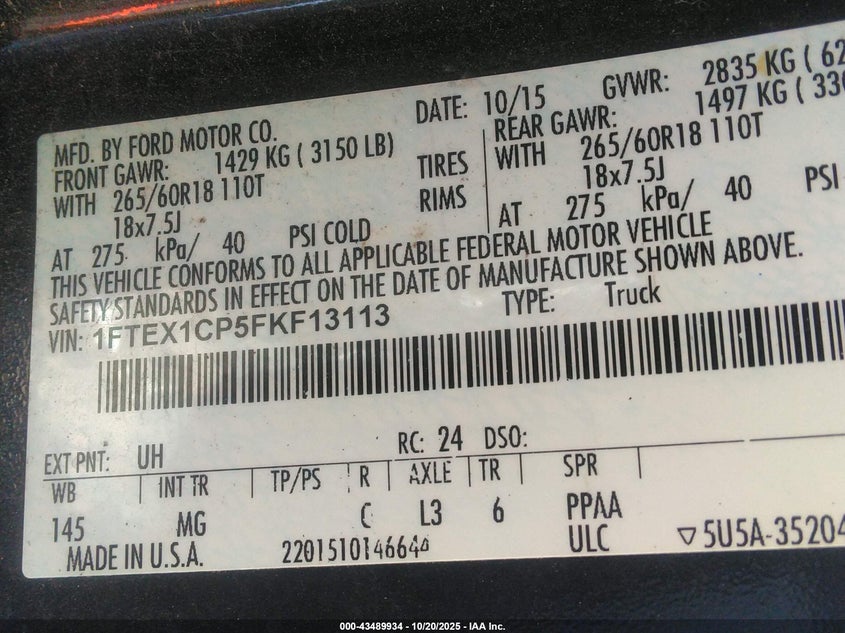 MFD. BY FORD MOTOR CO.
DATE: 10/15
GVWR: 2835 KG ( 62
FRONT GAWR: 1429 KG ( 3150 LB)
REAR GAWR: 1497 KG ( 330
WITH 265/60R18 110T TIRES
WITH 265/60R18 110T
18x7.5J RIMS
18x7.5J
AT 275 kPa/ 40 PSI COLD
AT 275 kPa/ 40 PSI
THIS VEHICLE CONFORMS TO ALL APPLICABLE FEDERAL MOTOR VEHICLE
SAFETY STANDARDS IN EFFECT ON THE DATE OF MANUFACTURE SHOWN ABOVE.
VIN: 1FTEX1CP5FKF13113
TYPE: Truck
EXT PNT: UH
RC: 24 DSO:
WB INT TR TP/PS R AXLE TR SPR
145 MG C L3 6 PPAA
MADE IN U.S.A. ULC
▽5U5A-35204
000-43489934 - 10/20/2025 - IAA Inc.